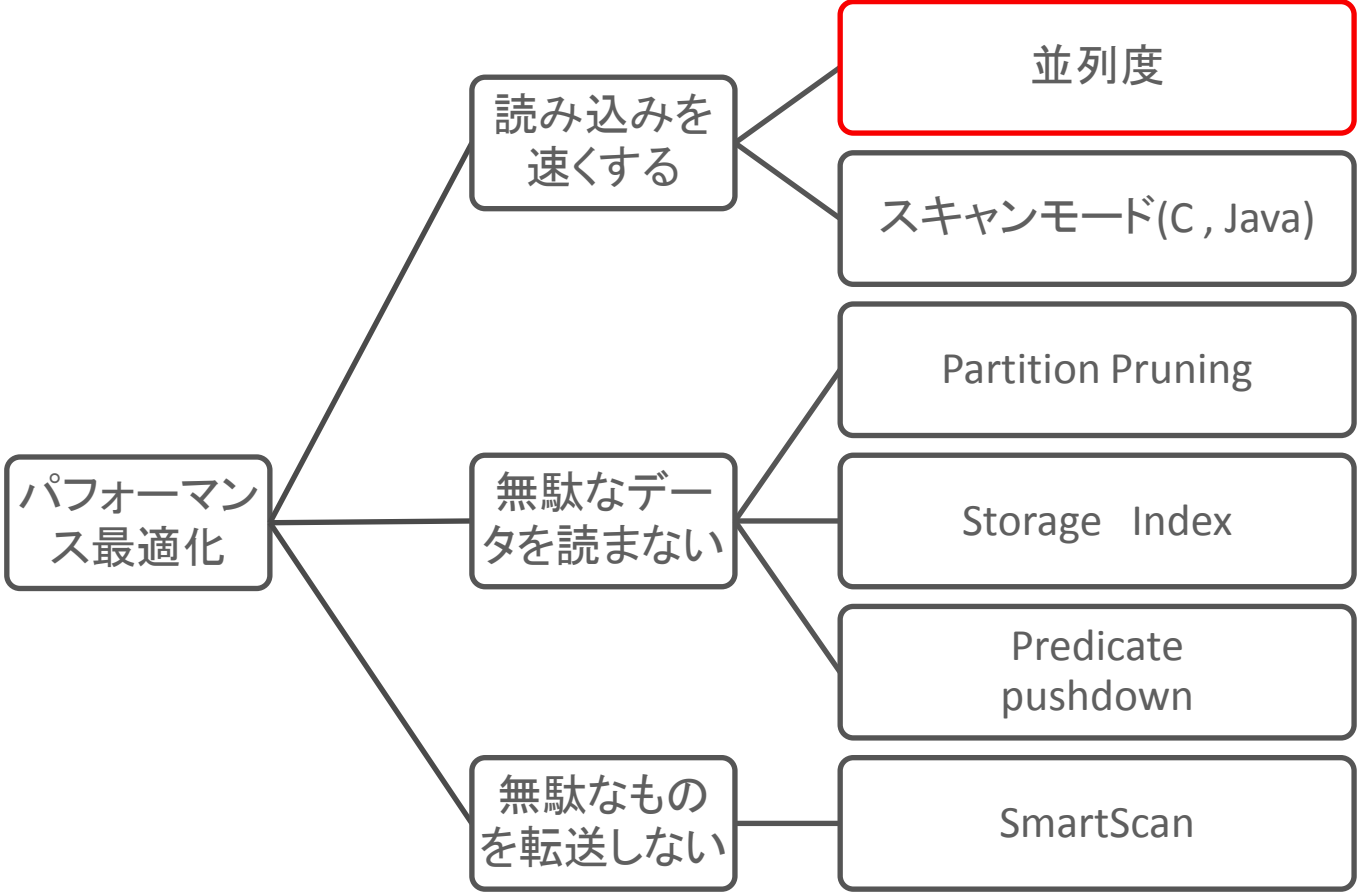 並列度
読み込みを
速くする
スキャンモード(C , Java)
Partition Pruning
パフォーマン
ス最適化
無駄なデー
タを読まない
Storage Index
Predicate
pushdown
無駄なもの
を転送しない
SmartScan